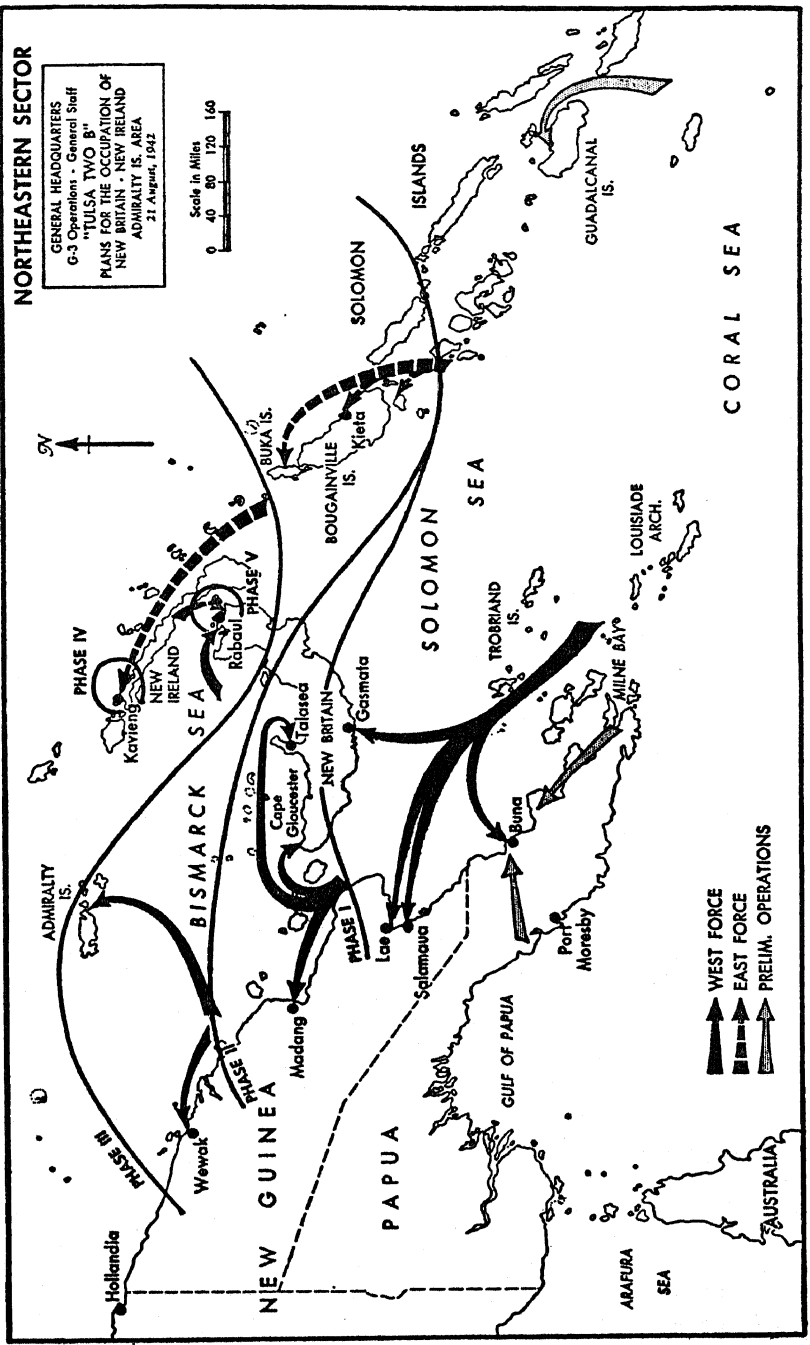 NORTHEASTERN SECTOR
GENERAL HEADQUARTERS
G-3 Operations - General Staff
"TULSA TWO B"
PLANS FOR THE OCCUPATION OF
NEW BRITAIN - NEW IRELAND
ADMIRALTY IS. AREA
21 August, 1942
Scale in Miles
0 40 80 120 160
N
Hollandia
PHASE III
Wewak
ADMIRALTY
IS.
PHASE II
Madang
BISMARCK SEA
PHASE IV
Kavieng
NEW
IRELAND
Rabaul
PHASE V
Cape
Gloucester
Talasea
NEW BRITAIN
Gasmata
PHASE I
Lae
Salamaua
BUKA IS.
BOUGAINVILLE
IS.
Kieta
SOLOMON
ISLANDS
GUADALCANAL
IS.
NEW GUINEA
PAPUA
SOLOMON
SEA
TROBRIAND
IS.
LOUISIADE
ARCH.
MILNE BAY
Buna
Port
Moresby
GULF OF PAPUA
CORAL SEA
ARAFURA
SEA
AUSTRALIA
WEST FORCE
EAST FORCE
PRELIM. OPERATIONS